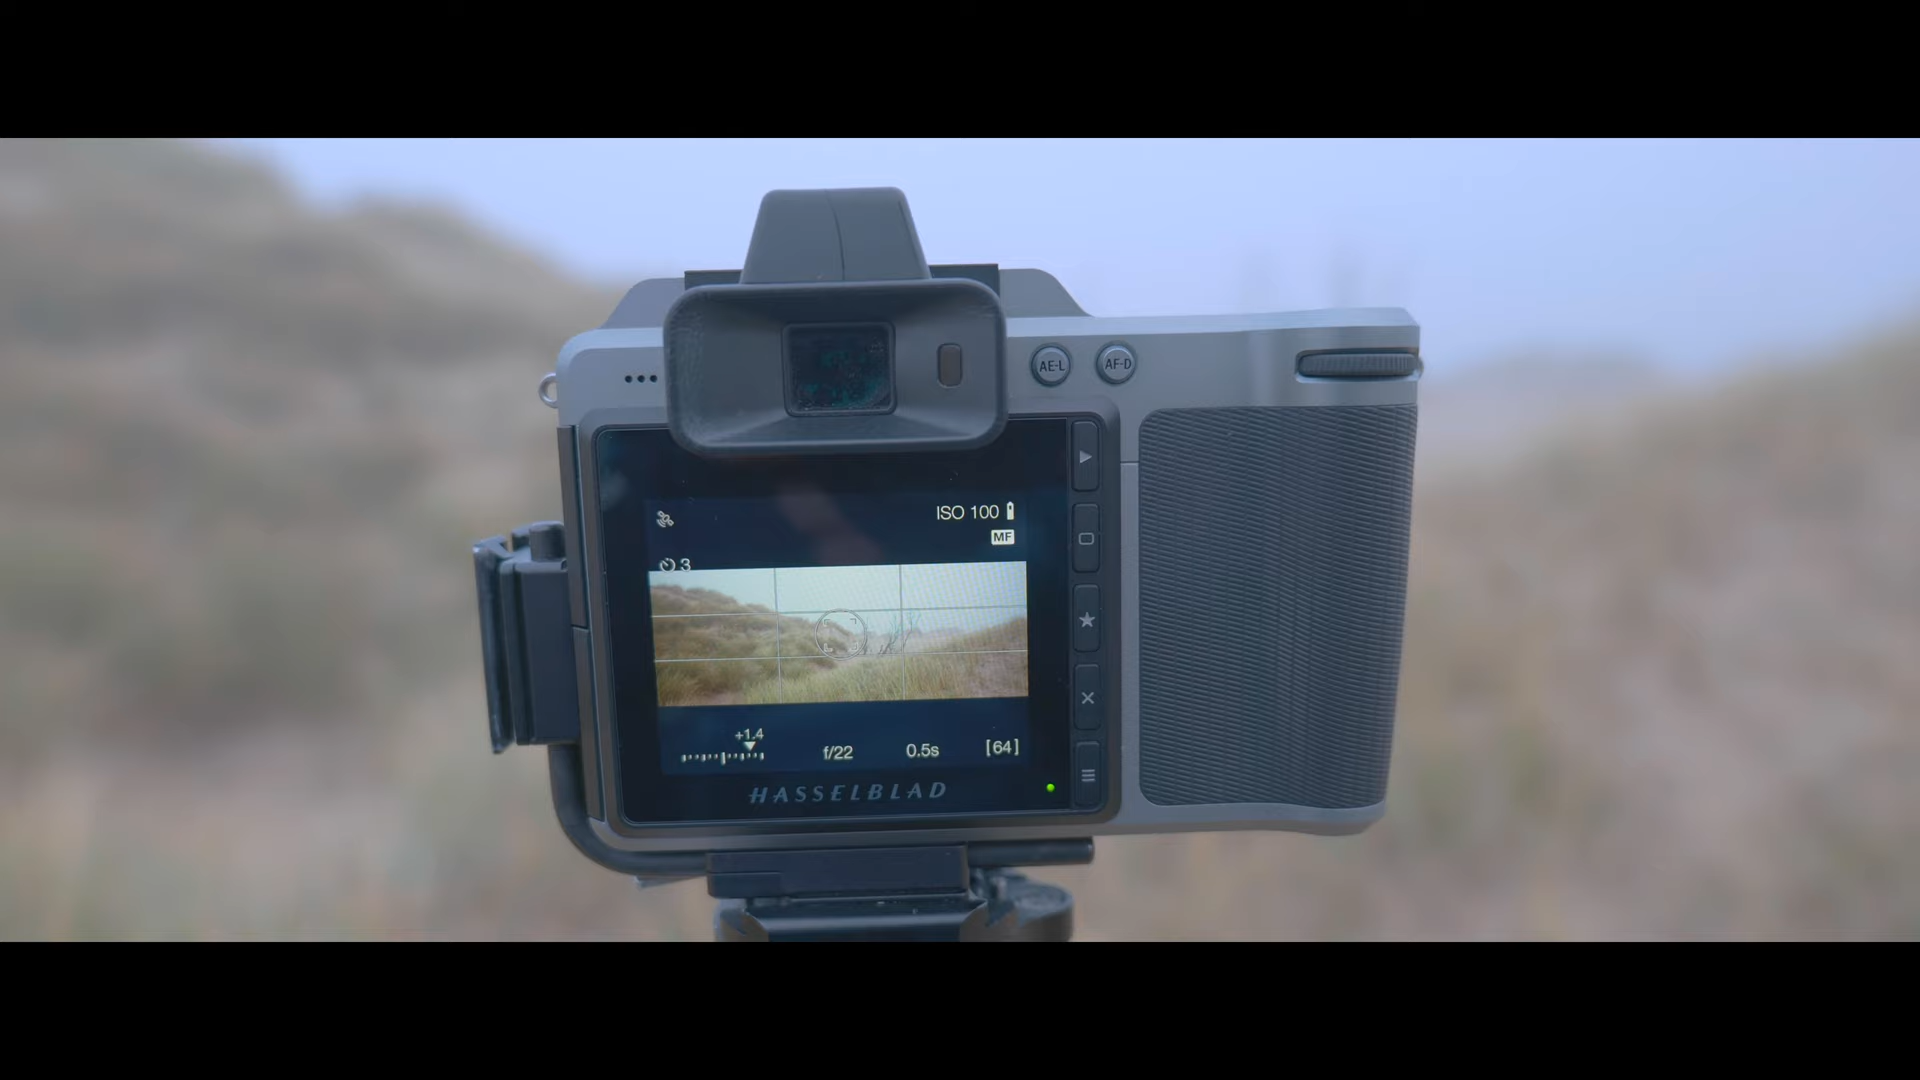 AE-L AF-D
ISO 100
MF
3
+1.4
f/22 0.5s [64]
HASSELBLAD